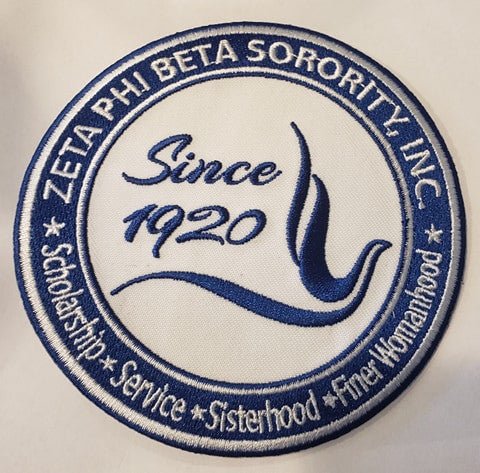 ZETA PHI BETA SORORITY, INC.
Since
1920
★ Scholarship ★ Service ★ Sisterhood ★ Finer Womanhood ★